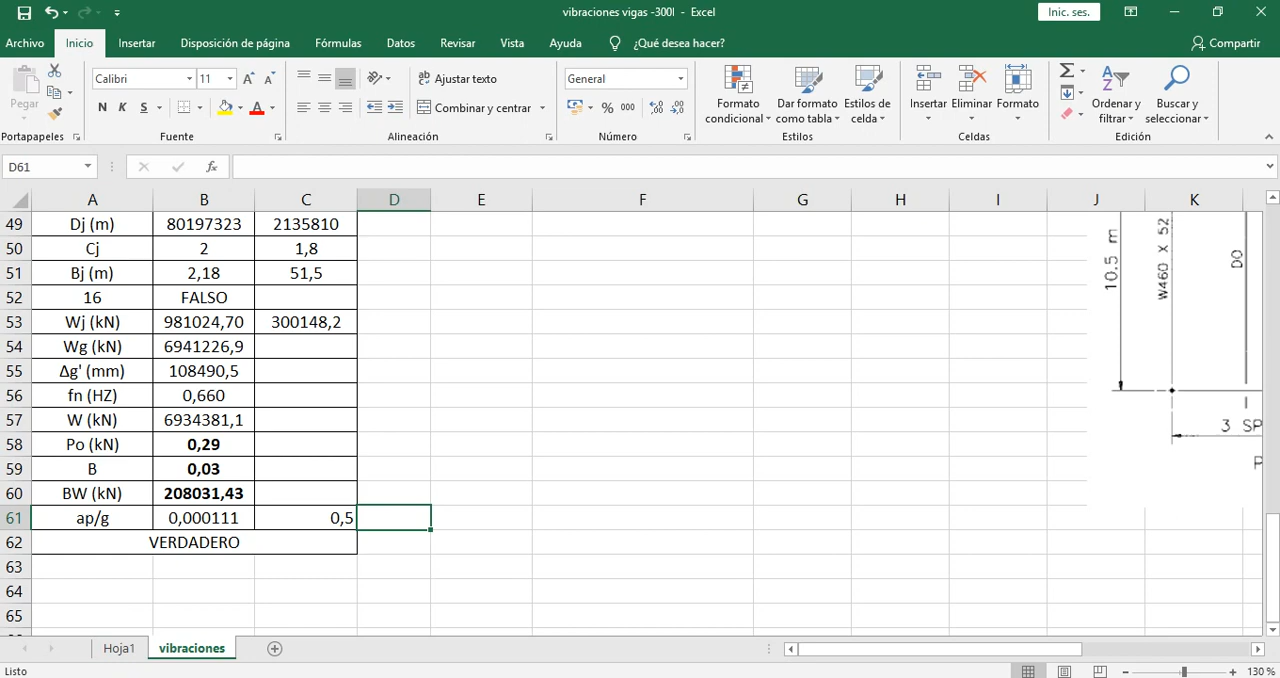 vibraciones vigas -300l - Excel
Inic. ses.
Archivo Inicio Insertar Disposición de página Fórmulas Datos Revisar Vista Ayuda ¿Qué desea hacer? Compartir
Pegar
Calibri 11
N K S
Ajustar texto
Combinar y centrar
General
% 000
Formato condicional
Dar formato como tabla
Estilos de celda
Insertar Eliminar Formato
Ordenar y filtrar
Buscar y seleccionar
Portapapeles Fuente Alineación Número Estilos Celdas Edición
D61 fx
A B C D E F G H I J K
49 Dj (m) 80197323 2135810
50 Cj 2 1,8
51 Bj (m) 2,18 51,5
52 16 FALSO
53 Wj (kN) 981024,70 300148,2
54 Wg (kN) 6941226,9
55 Δg' (mm) 108490,5
56 fn (HZ) 0,660
57 W (kN) 6934381,1
58 Po (kN) 0,29
59 B 0,03
60 BW (kN) 208031,43
61 ap/g 0,000111 0,5
62 VERDADERO
63
64
65
10.5 m
W460 X 52
DO
3 SP
P
Hoja1 vibraciones
Listo
130 %